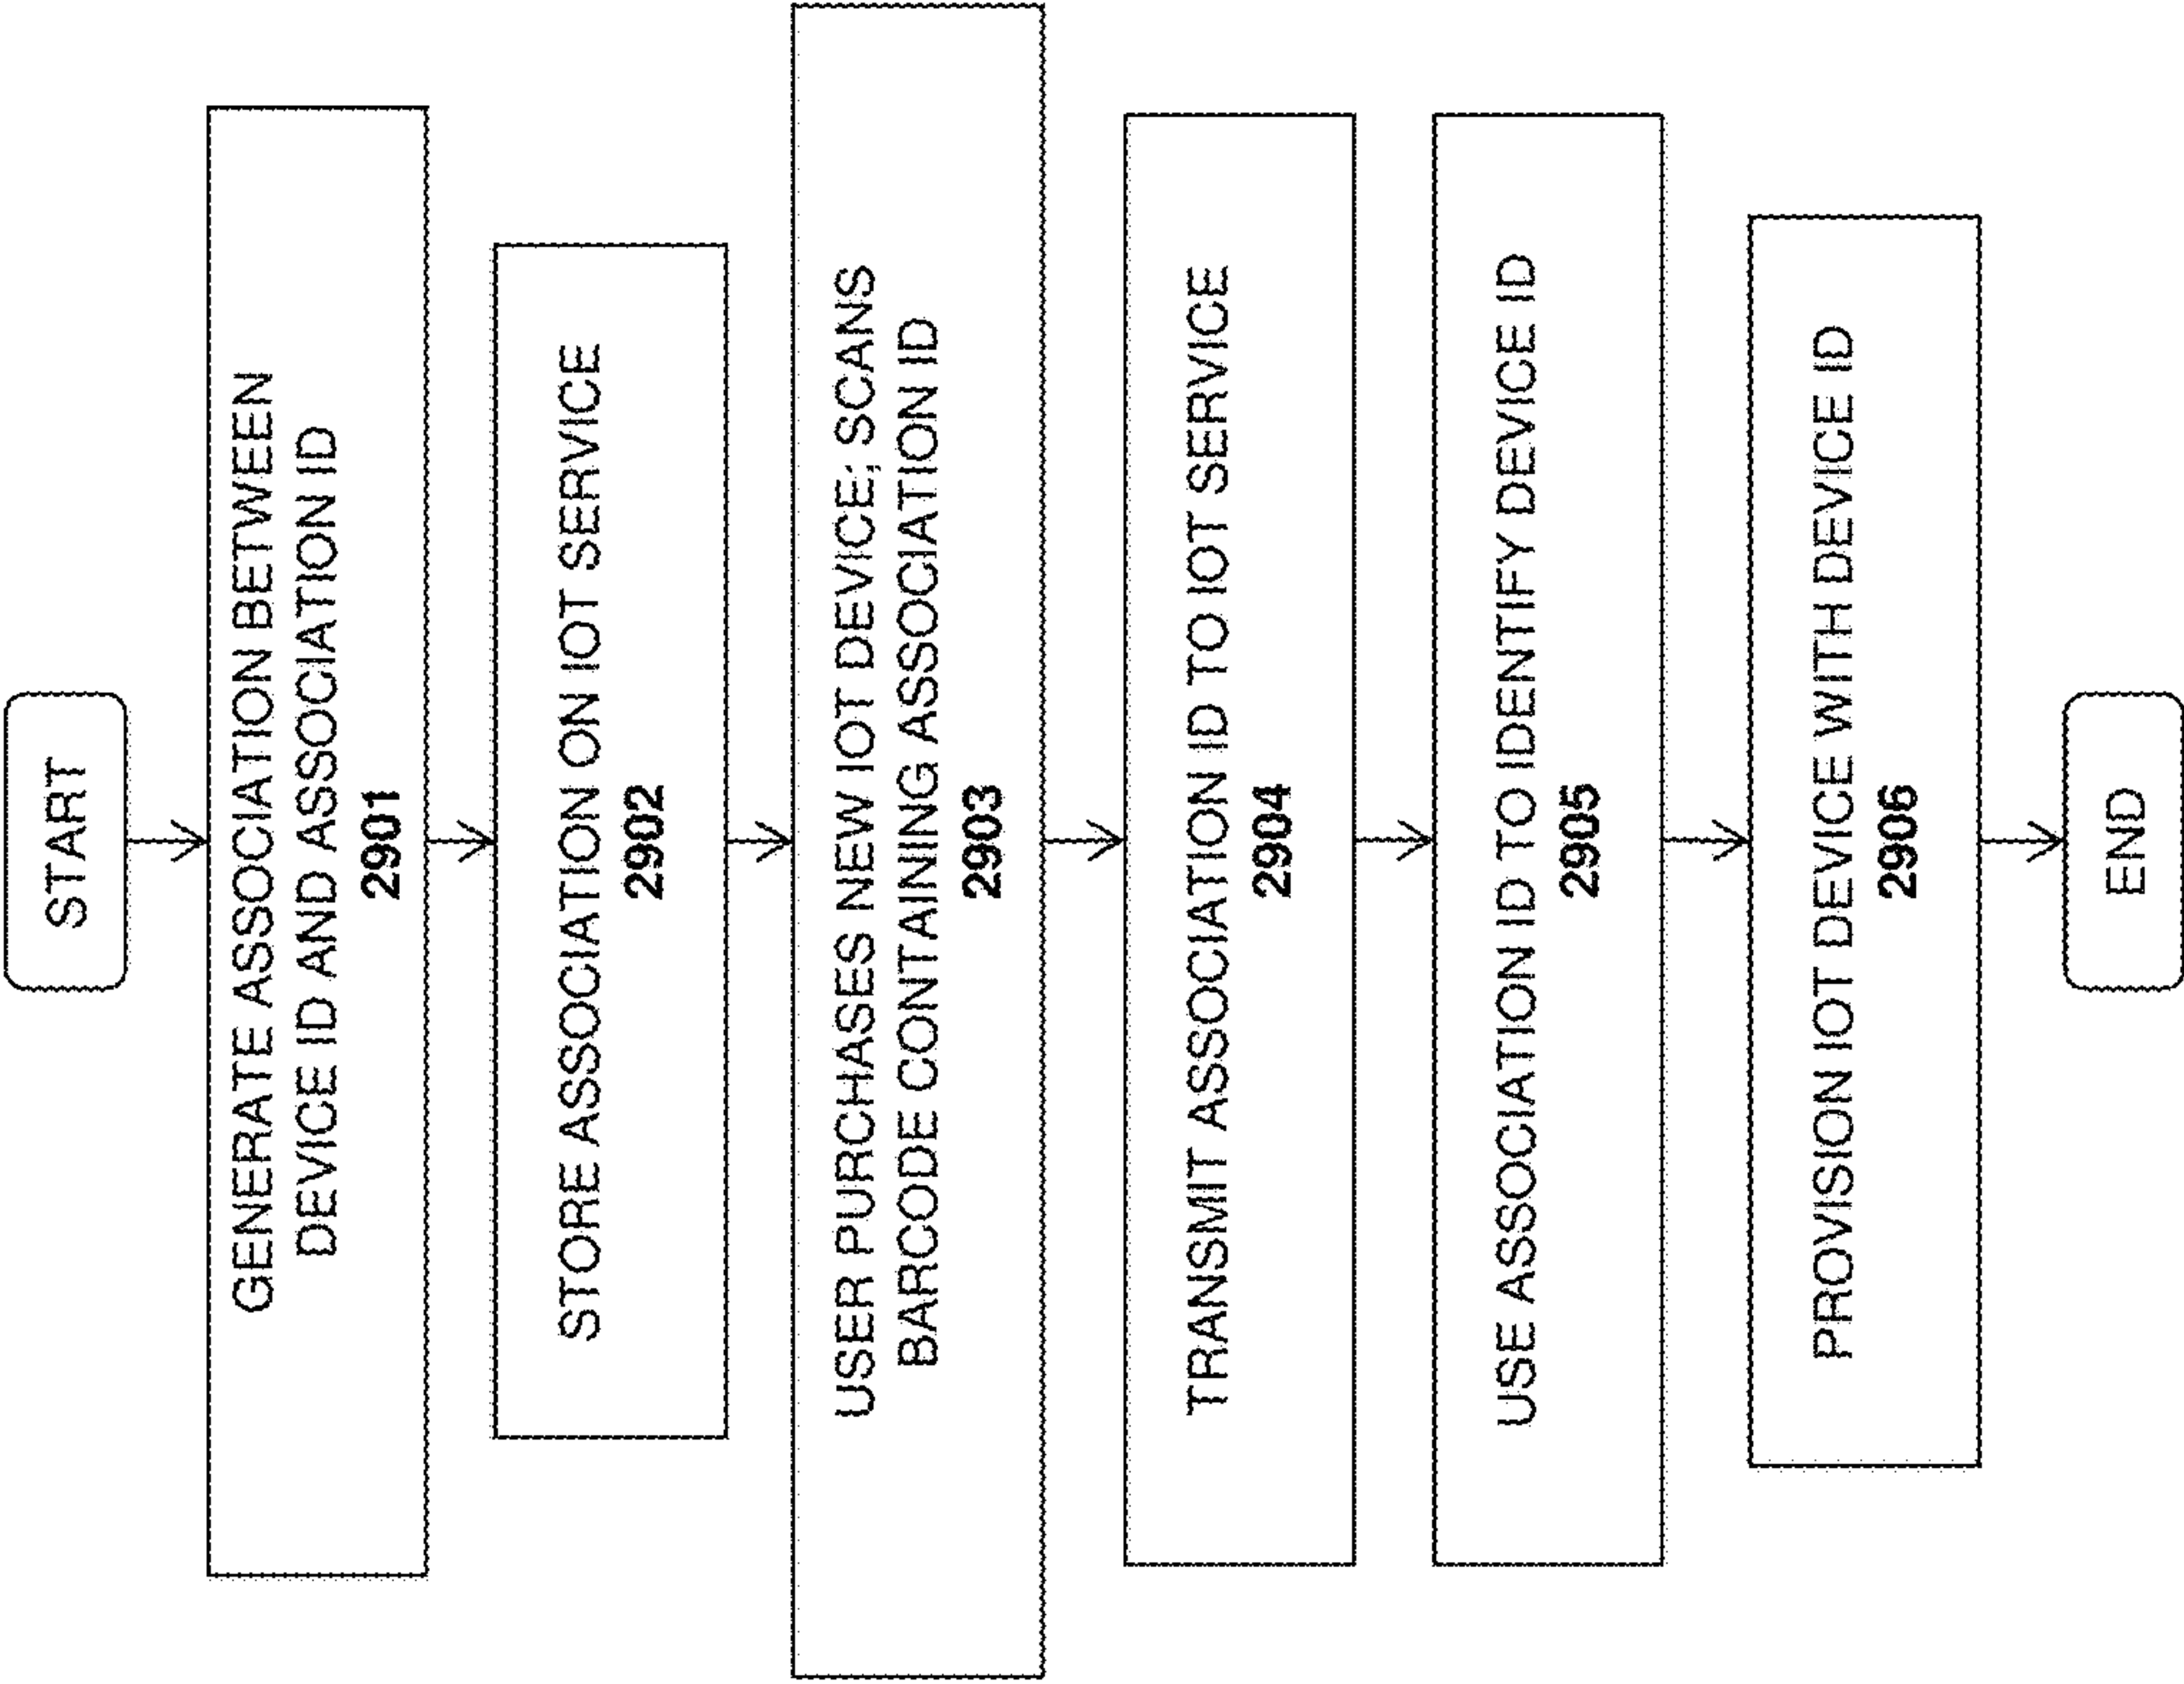 START
GENERATE ASSOCIATION BETWEEN
DEVICE ID AND ASSOCIATION ID
2901
STORE ASSOCIATION ON IOT SERVICE
2902
USER PURCHASES NEW IOT DEVICE; SCANS
BARCODE CONTAINING ASSOCIATION ID
2903
TRANSMIT ASSOCIATION ID TO IOT SERVICE
2904
USE ASSOCIATION ID TO IDENTIFY DEVICE ID
2905
PROVISION IOT DEVICE WITH DEVICE ID
2906
END